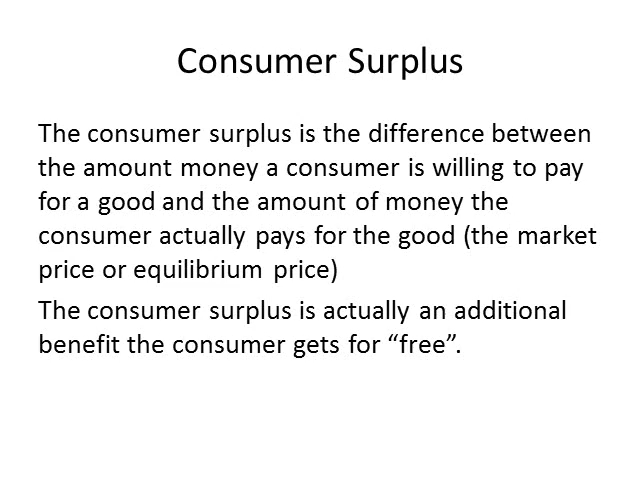 Consumer Surplus
The consumer surplus is the difference between
the amount money a consumer is willing to pay
for a good and the amount of money the
consumer actually pays for the good (the market
price or equilibrium price)
The consumer surplus is actually an additional
benefit the consumer gets for “free”.